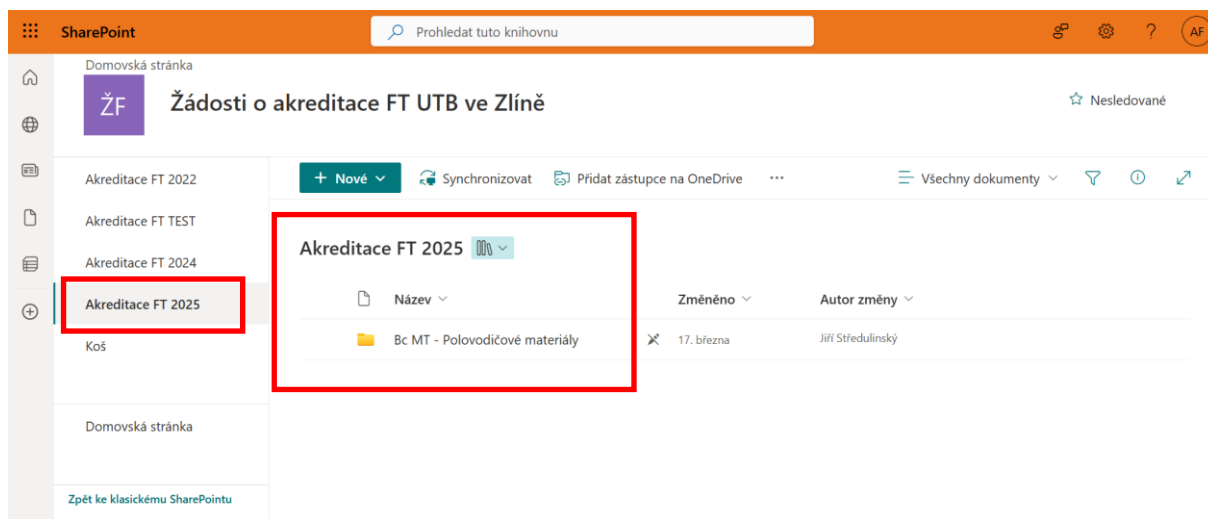 SharePoint
Prohledat tuto knihovnu
?
AF
Domovská stránka
ŽF
Žádosti o akreditace FT UTB ve Zlíně
Nesledované
Akreditace FT 2022
Akreditace FT TEST
Akreditace FT 2024
Akreditace FT 2025
Koš
Domovská stránka
Zpět ke klasickému SharePointu
+ Nové
Synchronizovat
Přidat zástupce na OneDrive
...
Všechny dokumenty
Akreditace FT 2025
Název
Změněno
Autor změny
Bc MT - Polovodičové materiály
17. března
Jiří Středulinský